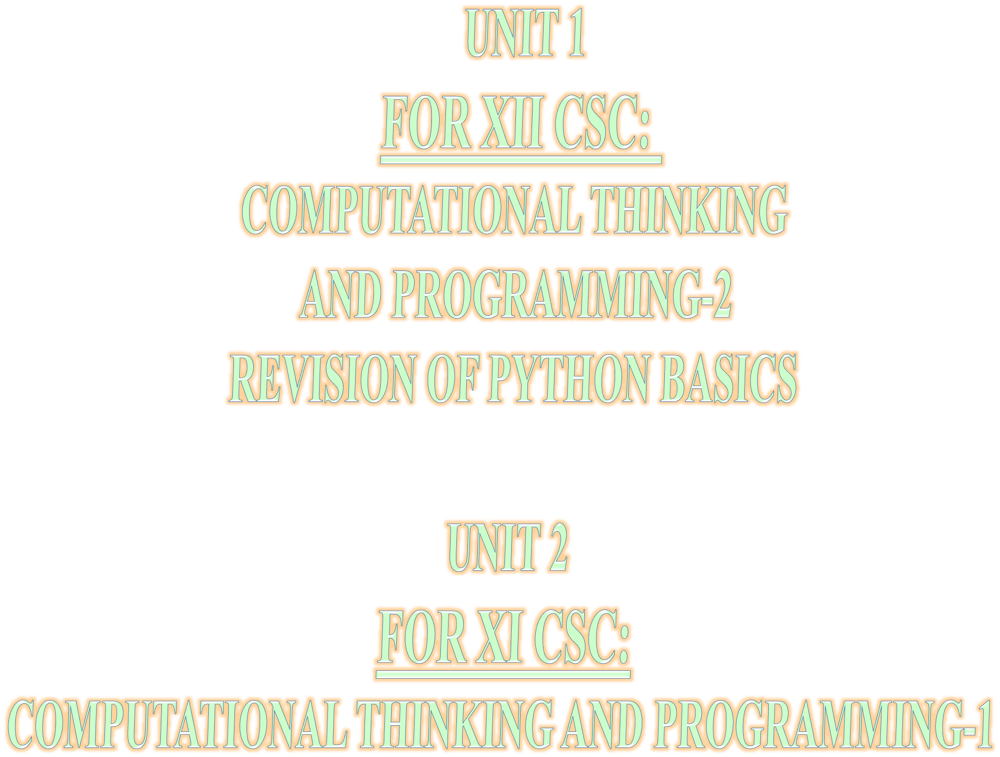 UNIT 1
FOR XII CSC:
COMPUTATIONAL THINKING
AND PROGRAMMING-2
REVISION OF PYTHON BASICS
UNIT 2
FOR XI CSC:
COMPUTATIONAL THINKING AND PROGRAMMING-1